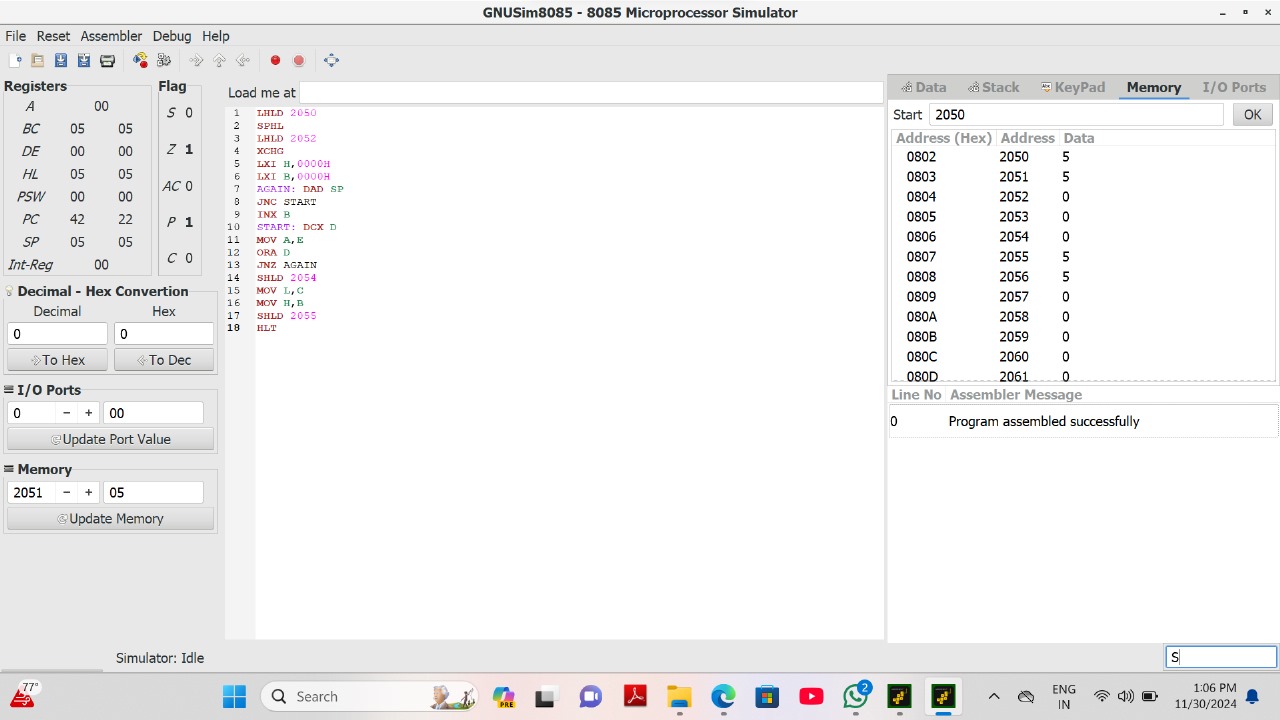 GNUSim8085 - 8085 Microprocessor Simulator
File Reset Assembler Debug Help
Registers
A 00
BC 05 05
DE 00 00
HL 05 05
PSW 00 00
PC 42 22
SP 05 05
Int-Reg 00
Flag
S 0
Z 1
AC 0
P 1
C 0
Decimal - Hex Convertion
Decimal Hex
0 0
To Hex To Dec
I/O Ports
0 - + 00
Update Port Value
Memory
2051 - + 05
Update Memory
Load me at
1 LHLD 2050
2 SPHL
3 LHLD 2052
4 XCHG
5 LXI H,0000H
6 LXI B,0000H
7 AGAIN: DAD SP
8 JNC START
9 INX B
10 START: DCX D
11 MOV A,E
12 ORA D
13 JNZ AGAIN
14 SHLD 2054
15 MOV L,C
16 MOV H,B
17 SHLD 2055
18 HLT
Data Stack KeyPad Memory I/O Ports
Start 2050 OK
Address (Hex) Address Data
0802 2050 5
0803 2051 5
0804 2052 0
0805 2053 0
0806 2054 0
0807 2055 5
0808 2056 5
0809 2057 0
080A 2058 0
080B 2059 0
080C 2060 0
080D 2061 0
Line No Assembler Message
0 Program assembled successfully
Simulator: Idle
S
77°
Search
PRE
2
ENG
IN
1:06 PM
11/30/2024